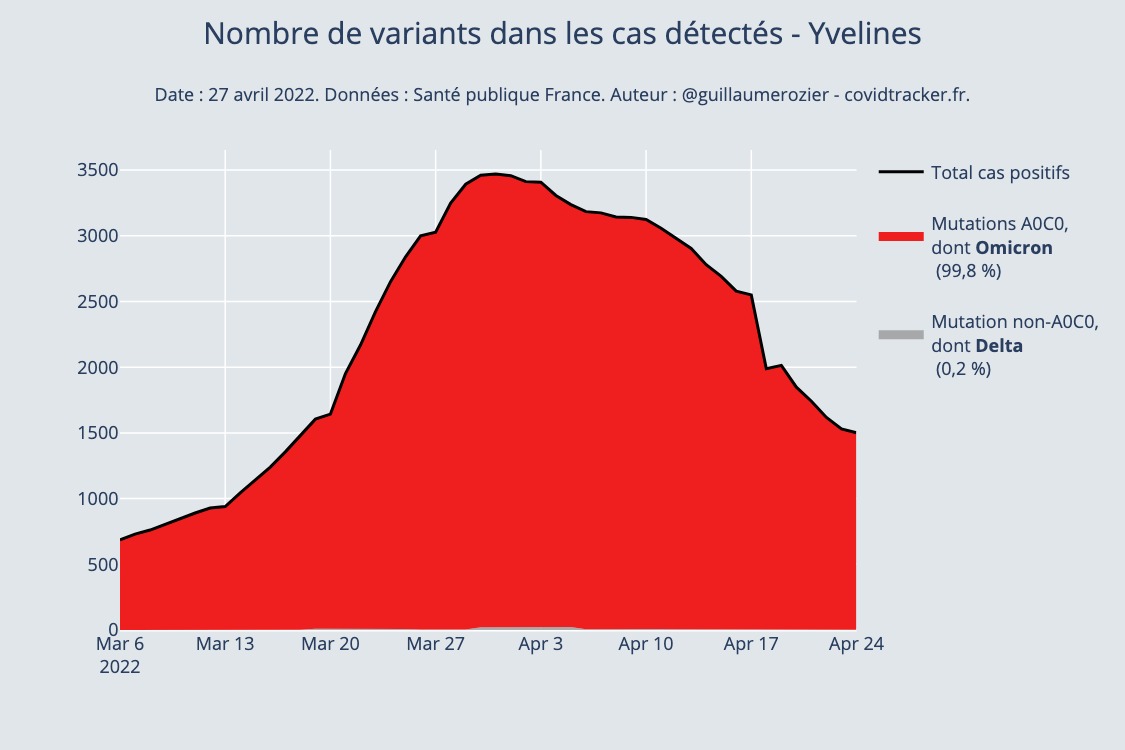 Nombre de variants dans les cas détectés - Yvelines
Date : 27 avril 2022. Données : Santé publique France. Auteur : @guillaumerozier - covidtracker.fr.
3500
3000
2500
2000
1500
1000
500
0
Mar 6
2022
Mar 13
Mar 20
Mar 27
Apr 3
Apr 10
Apr 17
Apr 24
Total cas positifs
Mutations A0C0,
dont Omicron
(99,8 %)
Mutation non-A0C0,
dont Delta
(0,2 %)